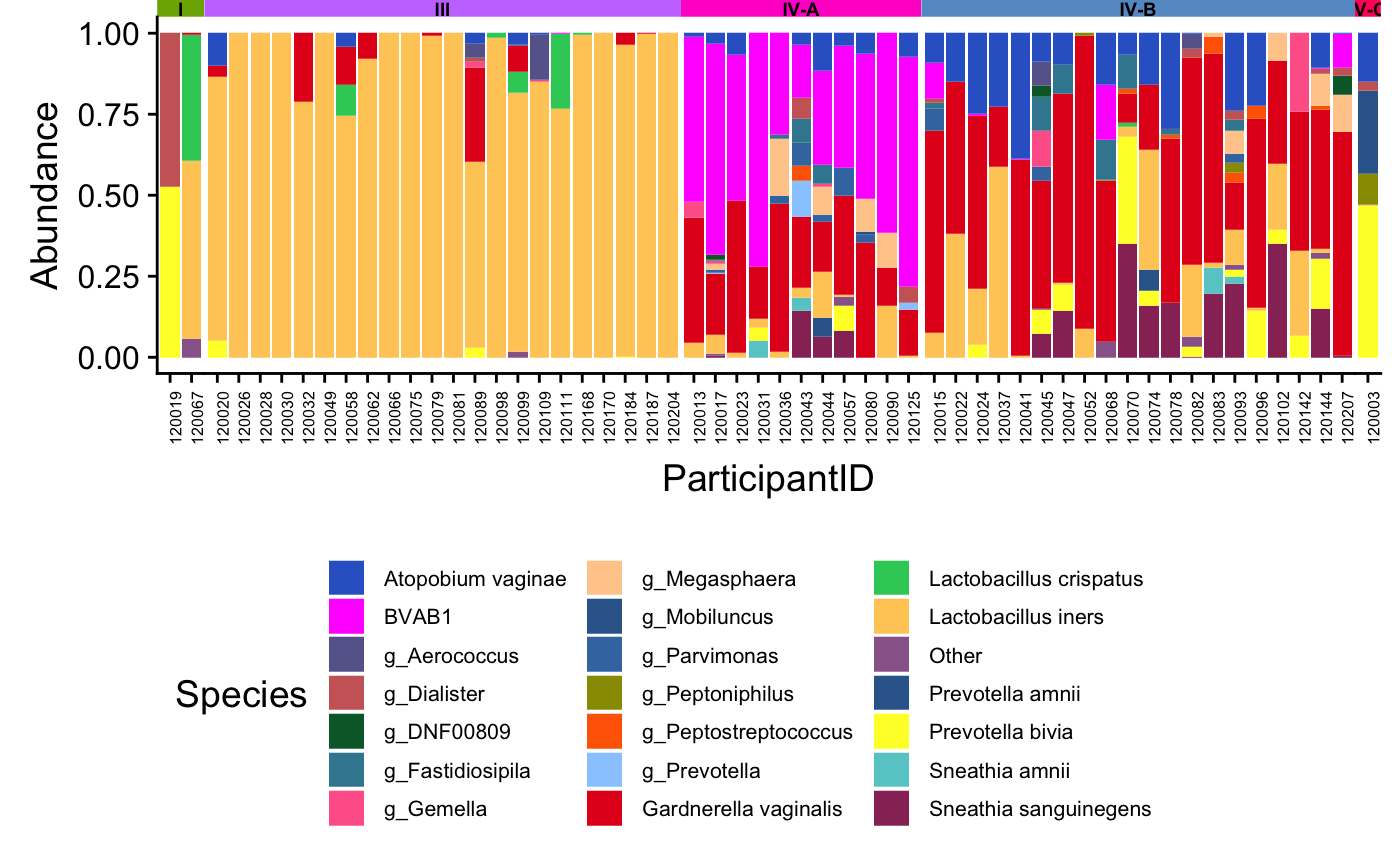 I III IV-A IV-B IV-C
1.00
0.75
0.50
0.25
0.00
Abundance
120019 120067 120020 120026 120028 120030 120032 120049 120058 120062 120066 120075 120079 120081 120089 120098 120099 120109 120111 120168 120170 120184 120187 120204 120013 120017 120023 120031 120036 120043 120044 120057 120080 120090 120125 120015 120022 120024 120037 120041 120045 120047 120052 120068 120070 120074 120078 120082 120083 120093 120096 120102 120142 120144 120207 120003
ParticipantID
Species
Atopobium vaginae
BVAB1
g_Aerococcus
g_Dialister
g_DNF00809
g_Fastidiosipila
g_Gemella
g_Megasphaera
g_Mobiluncus
g_Parvimonas
g_Peptoniphilus
g_Peptostreptococcus
g_Prevotella
Gardnerella vaginalis
Lactobacillus crispatus
Lactobacillus iners
Other
Prevotella amnii
Prevotella bivia
Sneathia amnii
Sneathia sanguinegens